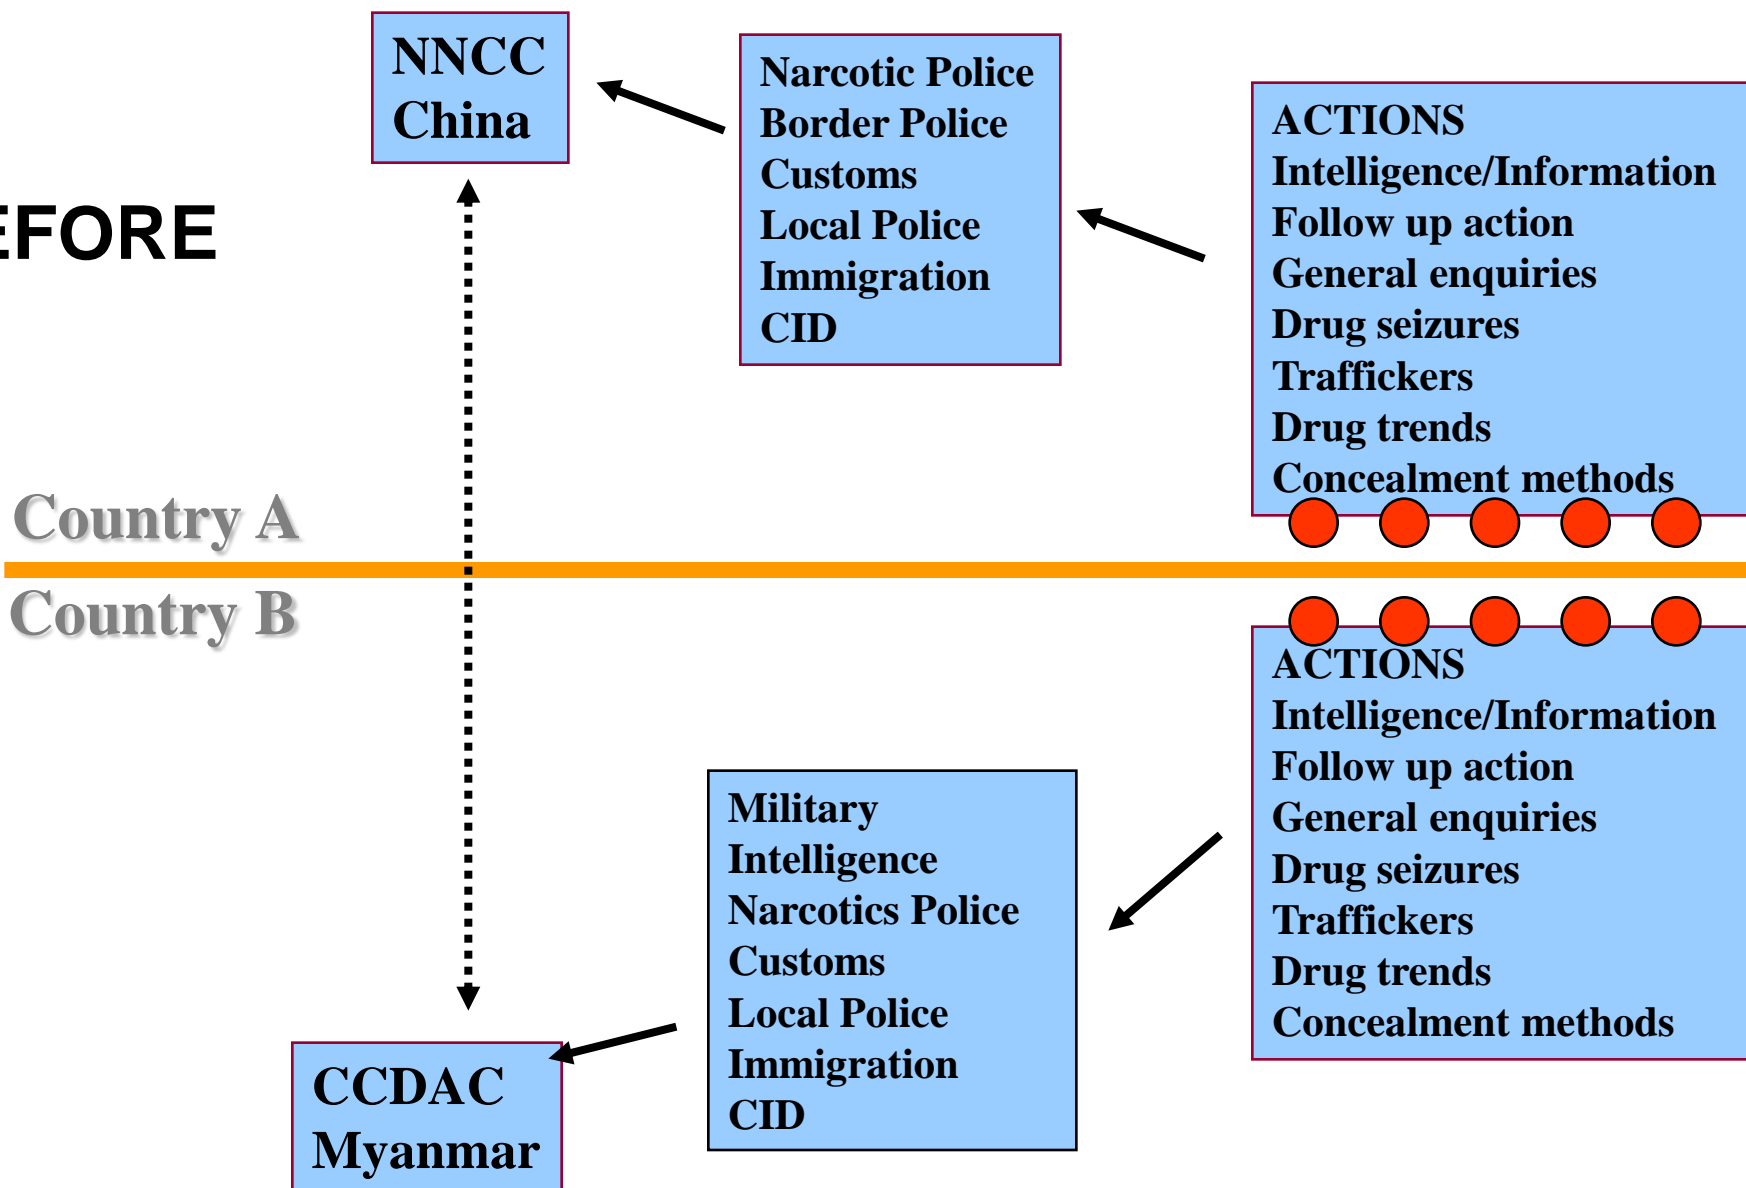 NNCC
China
EFORE
Narcotic Police
Border Police
Customs
Local Police
Immigration
CID
ACTIONS
Intelligence/Information
Follow up action
General enquiries
Drug seizures
Traffickers
Drug trends
Concealment methods
Country A
Country B
CCDAC
Myanmar
Military
Intelligence
Narcotics Police
Customs
Local Police
Immigration
CID
ACTIONS
Intelligence/Information
Follow up action
General enquiries
Drug seizures
Traffickers
Drug trends
Concealment methods